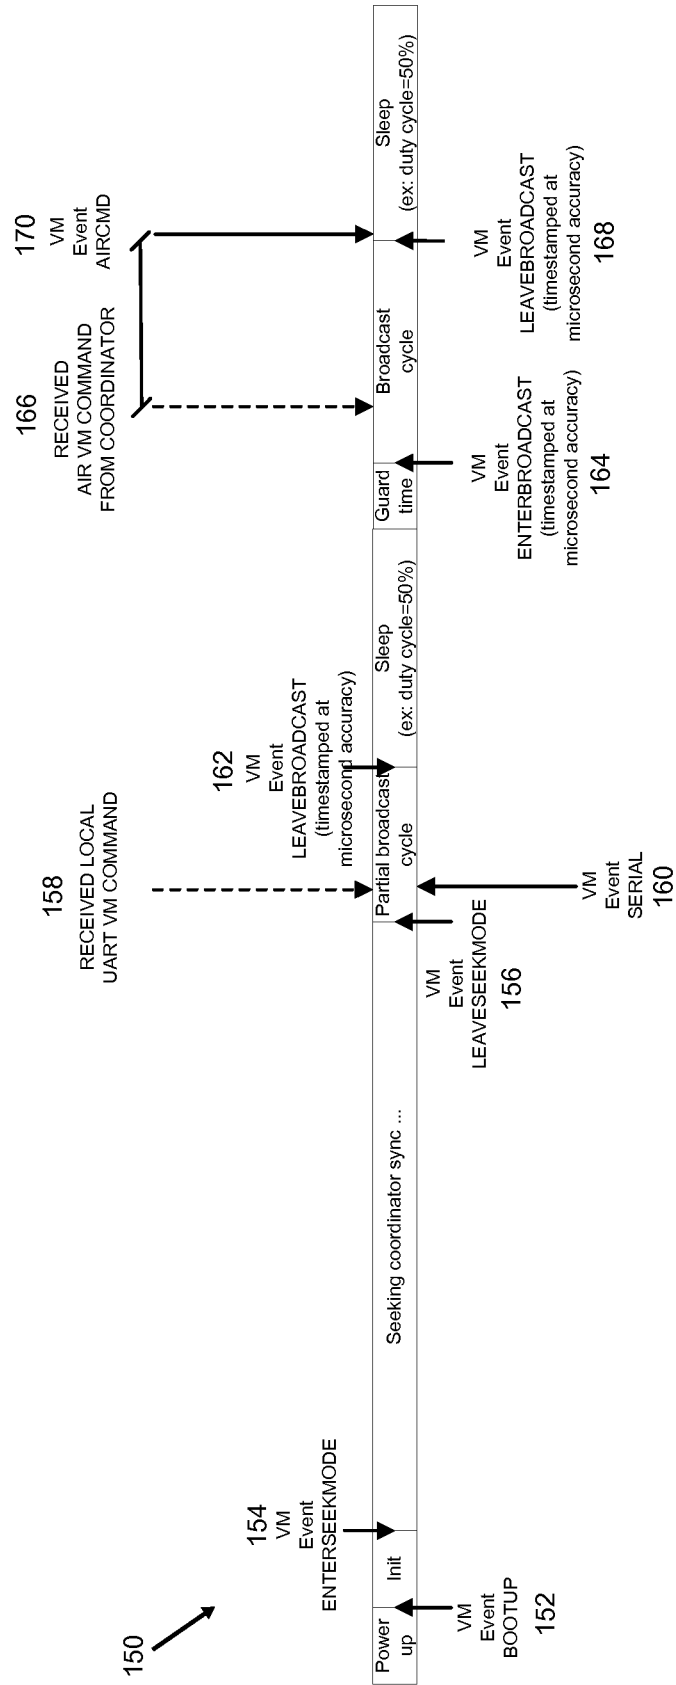 150
Power
up
152
VM
Event
BOOTUP
Init
154
VM
Event
ENTERSEEKMODE
Seeking coordinator sync ...
VM
Event
LEAVESEEKMODE
156
158
RECEIVED LOCAL
UART VM COMMAND
Partial broadcast
cycle
VM
Event
SERIAL
160
162
VM
Event
LEAVEBROADCAST
(timestamped at
microsecond accuracy)
Sleep
(ex: duty cycle=50%)
Guard
time
VM
Event
ENTERBROADCAST
(timestamped at
microsecond accuracy)
164
166
RECEIVED
AIR VM COMMAND
FROM COORDINATOR
Broadcast
cycle
170
VM
Event
AIRCMD
VM
Event
LEAVEBROADCAST
(timestamped at
microsecond accuracy)
168
Sleep
(ex: duty cycle=50%)